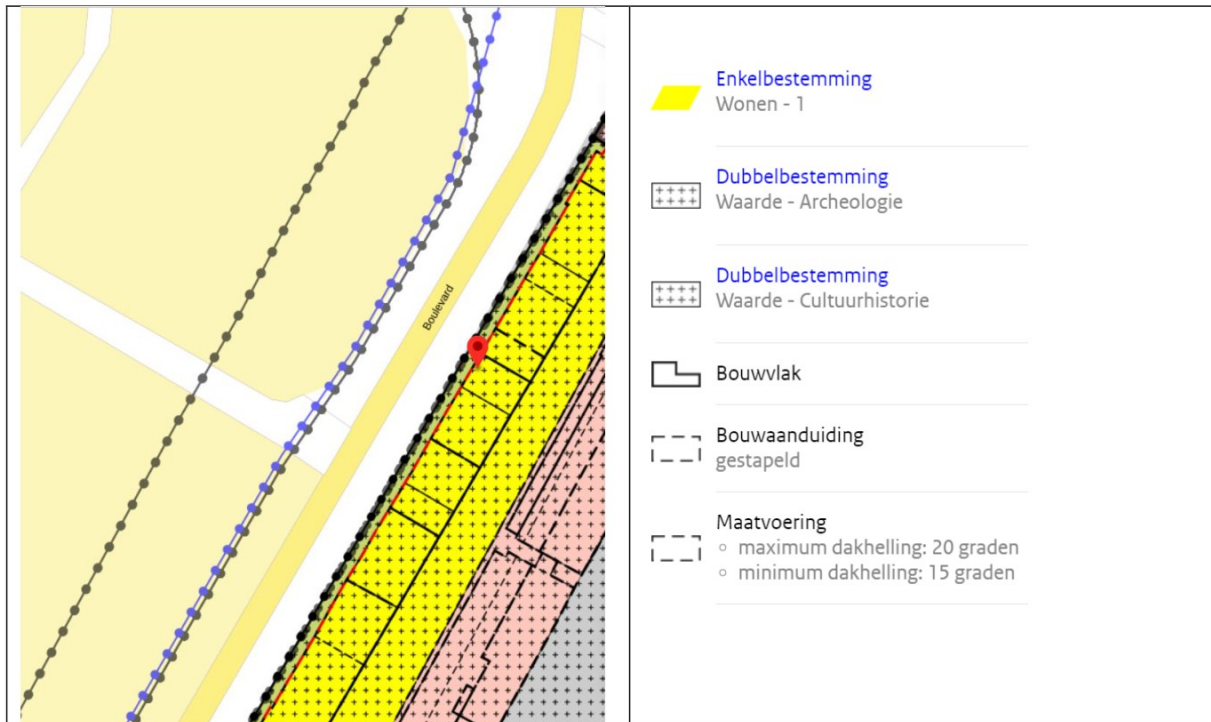 Boulevard
Enkelbestemming
Wonen - 1
Dubbelbestemming
Waarde - Archeologie
Dubbelbestemming
Waarde - Cultuurhistorie
Bouwvlak
Bouwaanduiding
gestapeld
Maatvoering
maximum dakhelling: 20 graden
minimum dakhelling: 15 graden